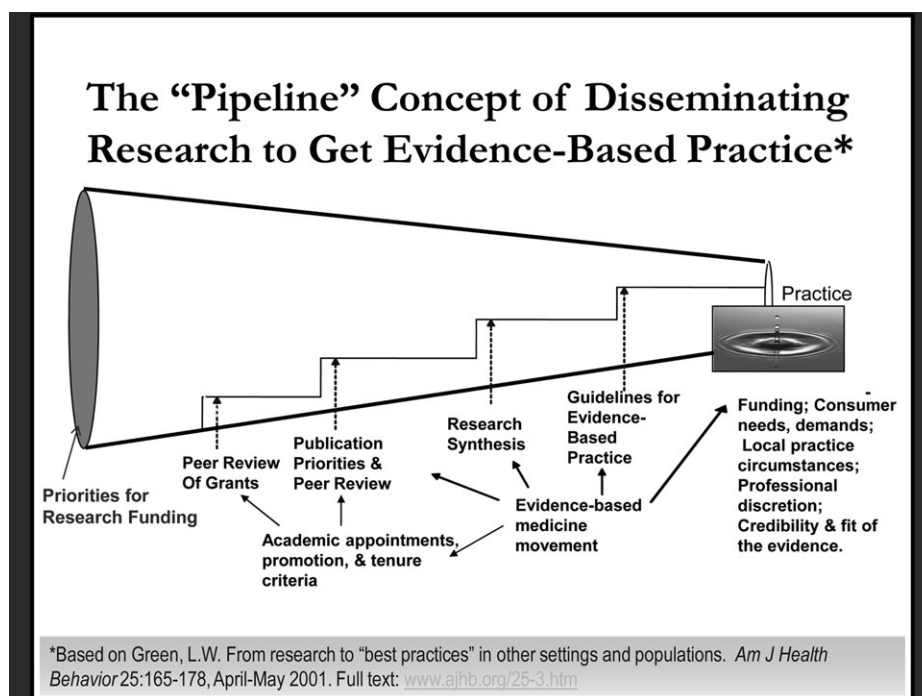 The “Pipeline” Concept of Disseminating
Research to Get Evidence-Based Practice*
Practice
Priorities for
Research Funding
Peer Review
Of Grants
Publication
Priorities &
Peer Review
Research
Synthesis
Guidelines for
Evidence-
Based
Practice
Academic appointments,
promotion, & tenure
criteria
Evidence-based
medicine
movement
Funding; Consumer
needs, demands;
Local practice
circumstances;
Professional
discretion;
Credibility & fit of
the evidence.
*Based on Green, L.W. From research to “best practices” in other settings and populations. Am J Health
Behavior 25:165-178, April-May 2001. Full text: www.ajhb.org/25-3.htm